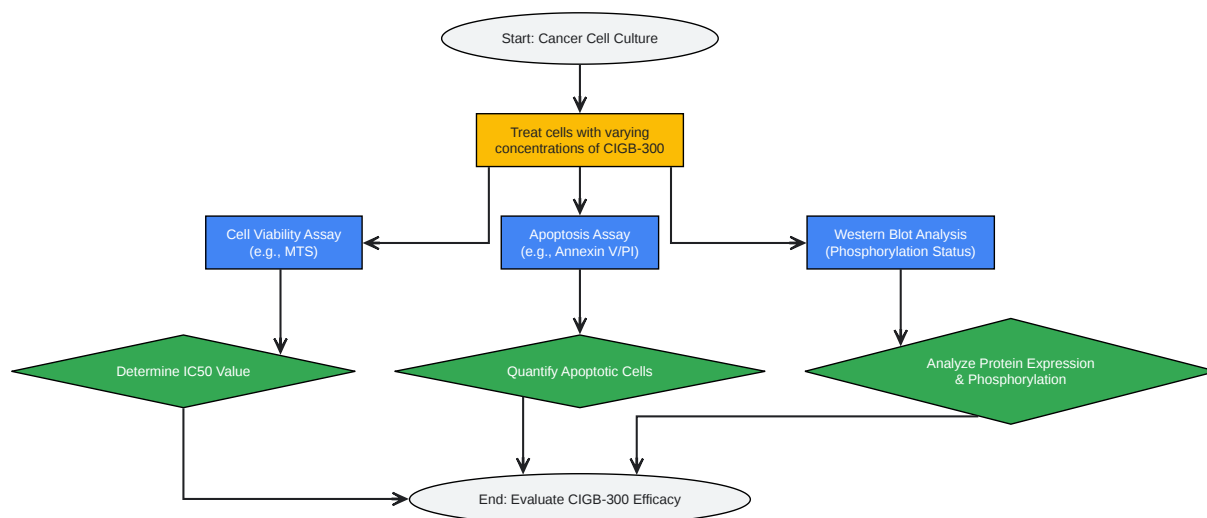 Start: Cancer Cell Culture
Treat cells with varying
concentrations of CIGB-300
Cell Viability Assay
(e.g., MTS)
Apoptosis Assay
(e.g., Annexin V/PI)
Western Blot Analysis
(Phosphorylation Status)
Determine IC50 Value
Quantify Apoptotic Cells
Analyze Protein Expression
& Phosphorylation
End: Evaluate CIGB-300 Efficacy